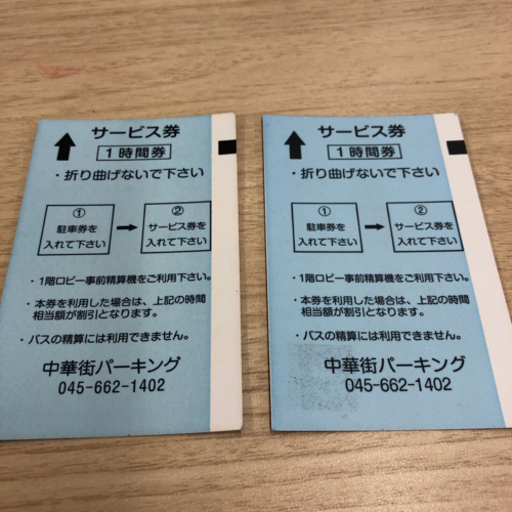 サービス券
1時間券
・折り曲げないで下さい
①
駐車券を
入れて下さい
②
サービス券を
入れて下さい
・1階ロビー事前精算機をご利用下さい。
・本券を利用した場合は、上記の時間
相当額が割引となります。
・バスの精算には利用できません。
中華街パーキング
045-662-1402
サービス券
1時間券
・折り曲げないで下さい
①
駐車券を
入れて下さい
②
サービス券を
入れて下さい
・1階ロビー事前精算機をご利用下さい。
・本券を利用した場合は、上記の時間
相当額が割引となります。
・バスの精算には利用できません。
中華街パーキング
045-662-1402